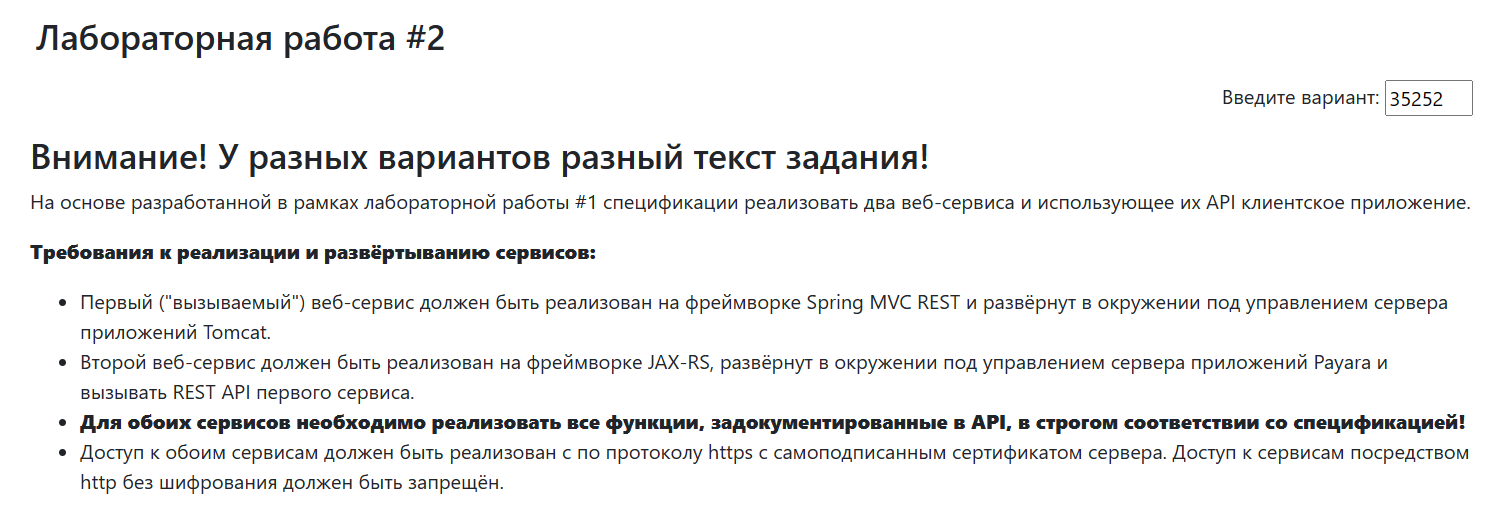 Лабораторная работа #2
Введите вариант: 35252
Внимание! У разных вариантов разный текст задания!
На основе разработанной в рамках лабораторной работы #1 спецификации реализовать два веб-сервиса и использующее их API клиентское приложение.
Требования к реализации и развёртыванию сервисов:
• Первый ("вызываемый") веб-сервис должен быть реализован на фреймворке Spring MVC REST и развёрнут в окружении под управлением сервера
приложений Tomcat.
• Второй веб-сервис должен быть реализован на фреймворке JAX-RS, развёрнут в окружении под управлением сервера приложений Payara и
вызывать REST API первого сервиса.
• Для обоих сервисов необходимо реализовать все функции, задокументированные в API, в строгом соответствии со спецификацией!
• Доступ к обоим сервисам должен быть реализован с по протоколу https с самоподписанным сертификатом сервера. Доступ к сервисам посредством
http без шифрования должен быть запрещён.